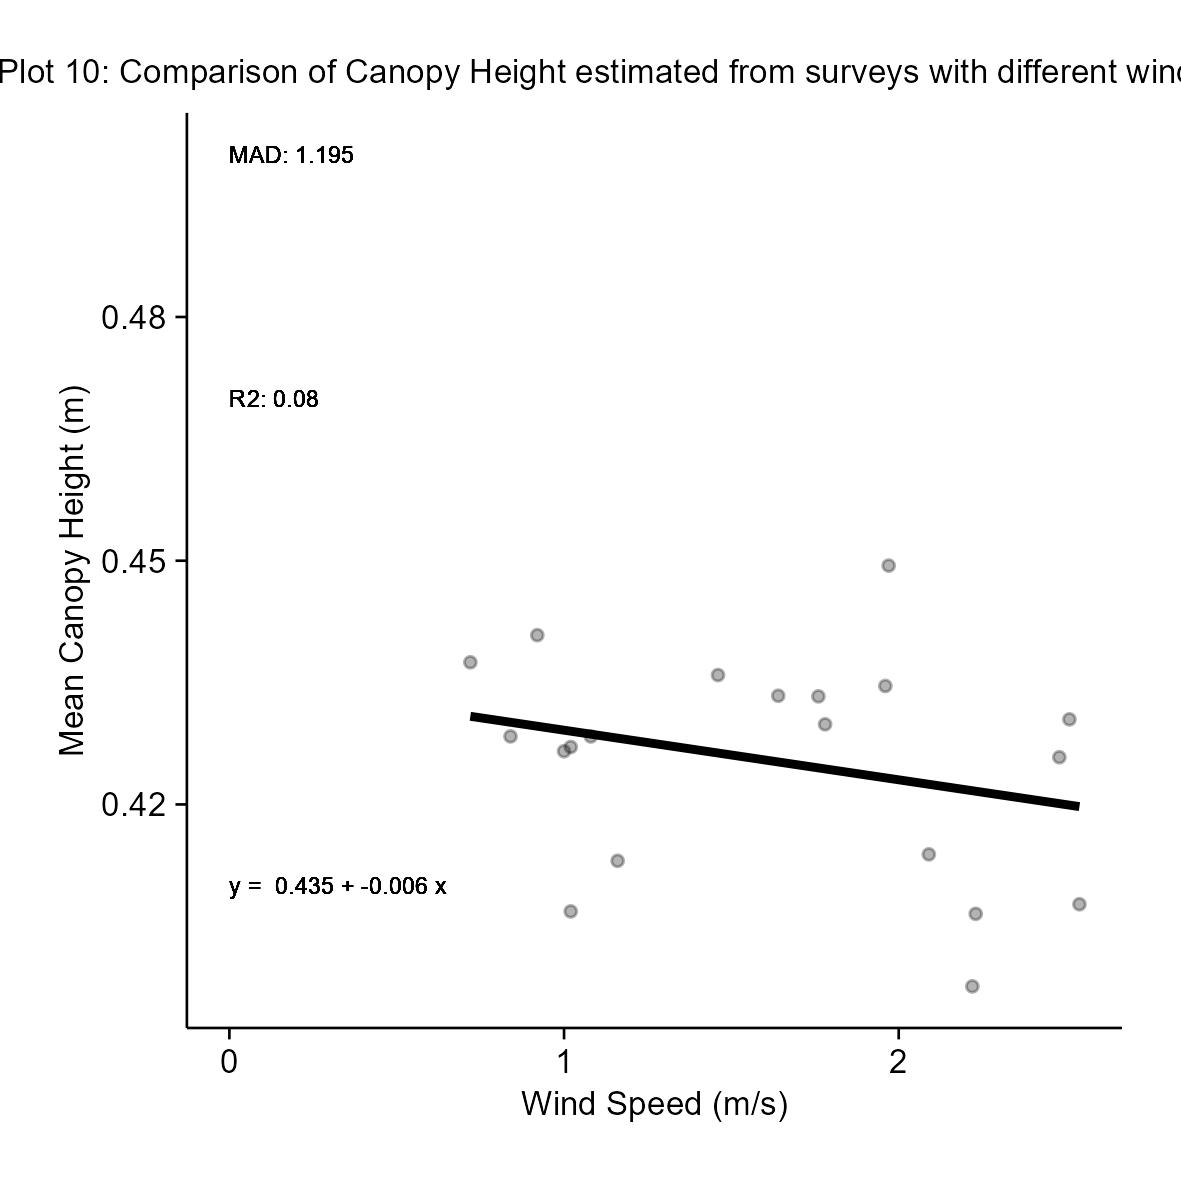 Plot 10: Comparison of Canopy Height estimated from surveys with different
MAD: 1.195
0.48
R2: 0.08
0.45
Mean Canopy Height (m)
0.42
y =  0.435 + -0.006 x
0 1 2
Wind Speed (m/s)